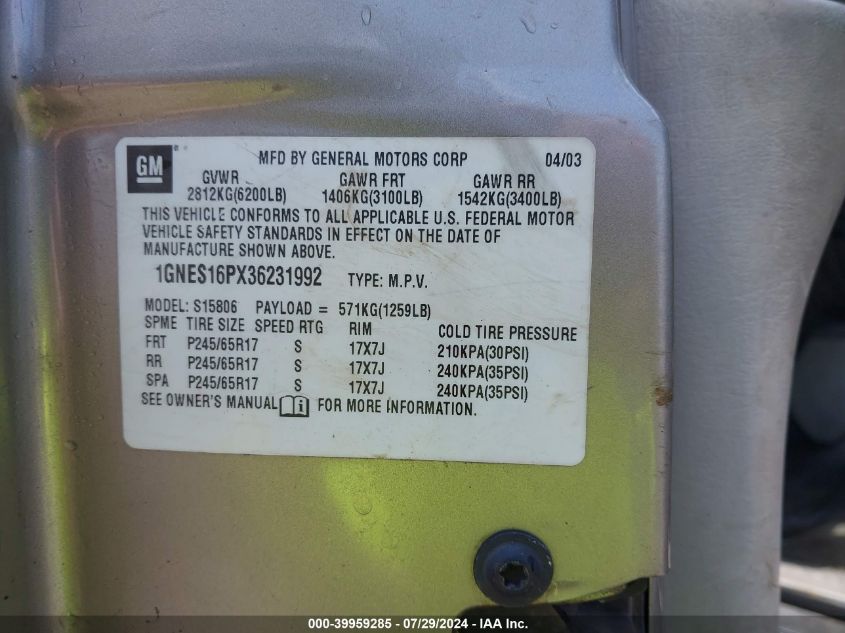 GM
MFD BY GENERAL MOTORS CORP 04/03
GVWR GAWR FRT GAWR RR
2812KG(6200LB) 1406KG(3100LB) 1542KG(3400LB)
THIS VEHICLE CONFORMS TO ALL APPLICABLE U.S. FEDERAL MOTOR
VEHICLE SAFETY STANDARDS IN EFFECT ON THE DATE OF
MANUFACTURE SHOWN ABOVE.
1GNES16PX36231992 TYPE: M.P.V.
MODEL: S15806 PAYLOAD = 571KG(1259LB)
SPME TIRE SIZE SPEED RTG RIM COLD TIRE PRESSURE
FRT P245/65R17 S 17X7J 210KPA(30PSI)
RR P245/65R17 S 17X7J 240KPA(35PSI)
SPA P245/65R17 S 17X7J 240KPA(35PSI)
SEE OWNER'S MANUAL i FOR MORE INFORMATION.
000-39959285 - 07/29/2024 - IAA Inc.